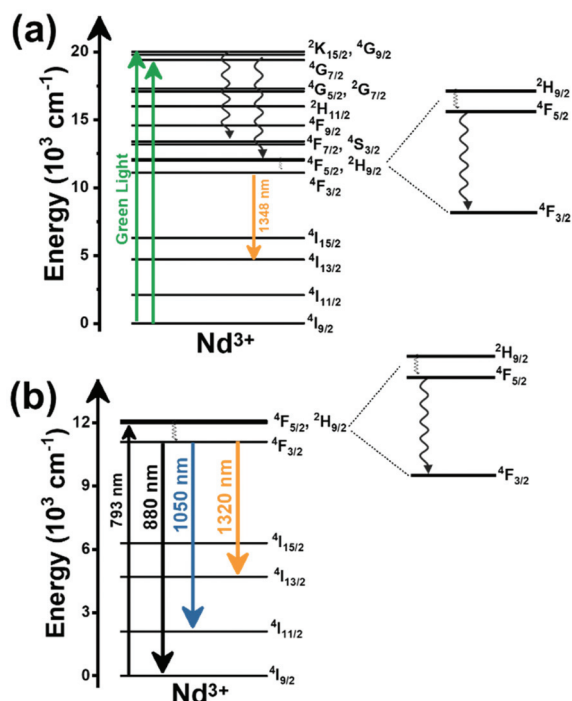 (a)
Energy (10³ cm⁻¹)
20
15
10
5
0
Green Light
1348 nm
²K₁₅/₂, ⁴G₉/₂
⁴G₇/₂
⁴G₅/₂, ²G₇/₂
²H₁₁/₂
⁴F₉/₂
⁴F₇/₂, ⁴S₃/₂
⁴F₅/₂, ²H₉/₂
⁴F₃/₂
⁴I₁₅/₂
⁴I₁₃/₂
⁴I₁₁/₂
⁴I₉/₂
Nd³⁺
²H₉/₂
⁴F₅/₂
⁴F₃/₂
(b)
Energy (10³ cm⁻¹)
12
9
6
3
0
793 nm
880 nm
1050 nm
1320 nm
⁴F₅/₂, ²H₉/₂
⁴F₃/₂
⁴I₁₅/₂
⁴I₁₃/₂
⁴I₁₁/₂
⁴I₉/₂
Nd³⁺
²H₉/₂
⁴F₅/₂
⁴F₃/₂